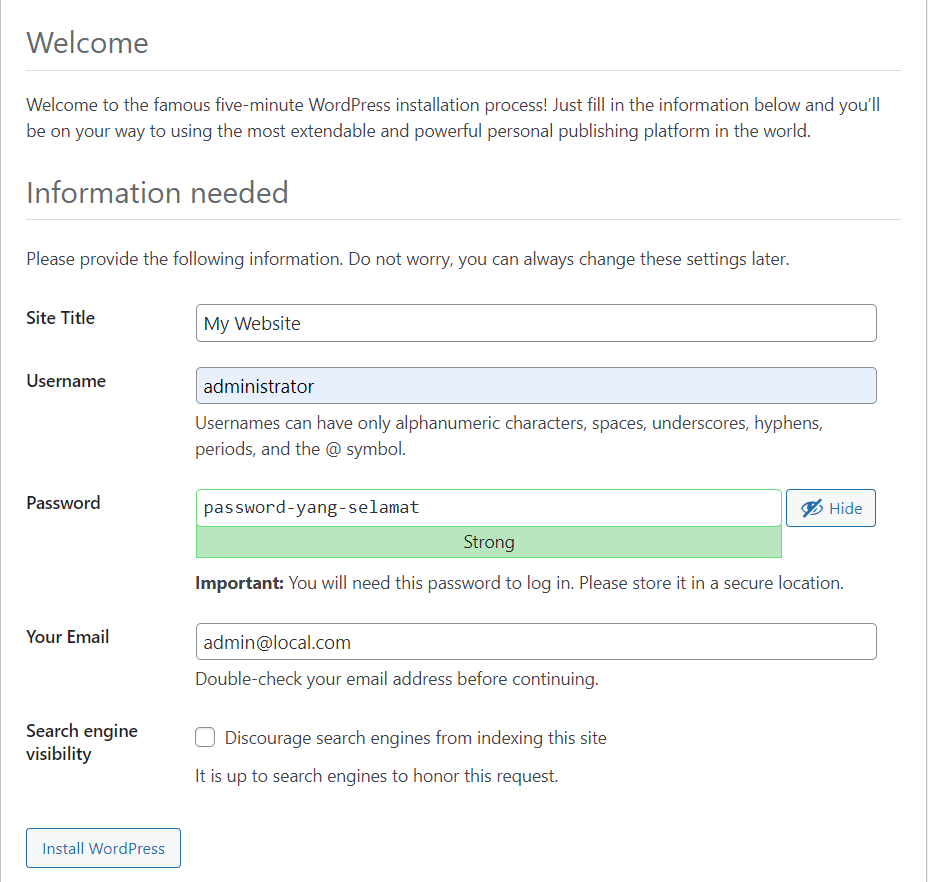 Welcome
Welcome to the famous five-minute WordPress installation process! Just fill in the information below and you’ll
be on your way to using the most extendable and powerful personal publishing platform in the world.
Information needed
Please provide the following information. Do not worry, you can always change these settings later.
Site Title
My Website
Username
administrator
Usernames can have only alphanumeric characters, spaces, underscores, hyphens,
periods, and the @ symbol.
Password
password-yang-selamat
Hide
Strong
Important: You will need this password to log in. Please store it in a secure location.
Your Email
admin@local.com
Double-check your email address before continuing.
Search engine
visibility
Discourage search engines from indexing this site
It is up to search engines to honor this request.
Install WordPress